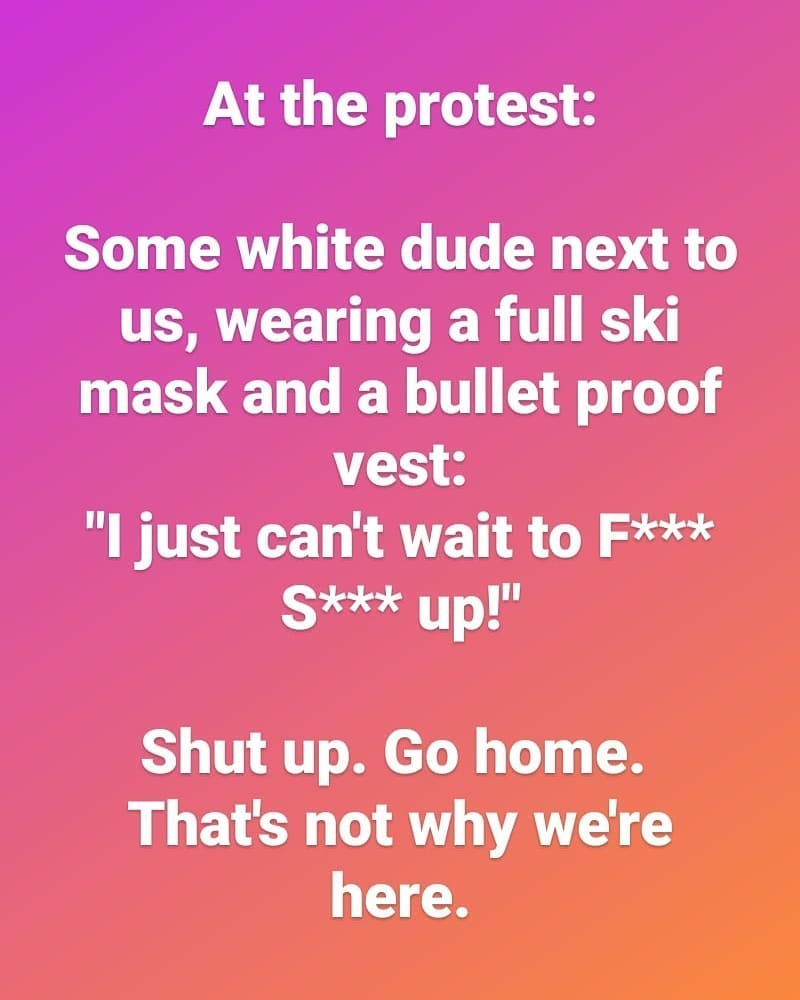 At the protest:
Some white dude next to
us, wearing a full ski
mask and a bullet proof
vest:
"I just can't wait to F***
S*** up!"
Shut up. Go home.
That's not why we're
here.